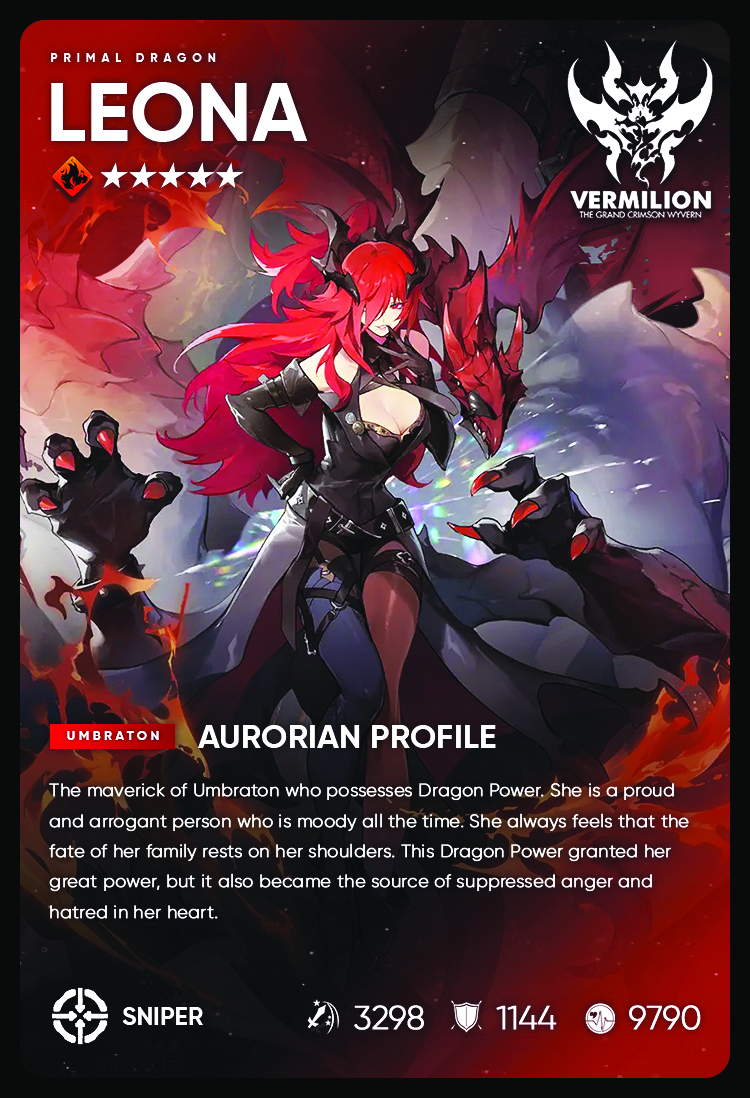 PRIMAL DRAGON
LEONA
VERMILION
THE GRAND CRIMSON WYVERN
UMBRATON
AURORIAN PROFILE
The maverick of Umbraton who possesses Dragon Power. She is a proud
and arrogant person who is moody all the time. She always feels that the
fate of her family rests on her shoulders. This Dragon Power granted her
great power, but it also became the source of suppressed anger and
hatred in her heart.
SNIPER
3298
1144
9790